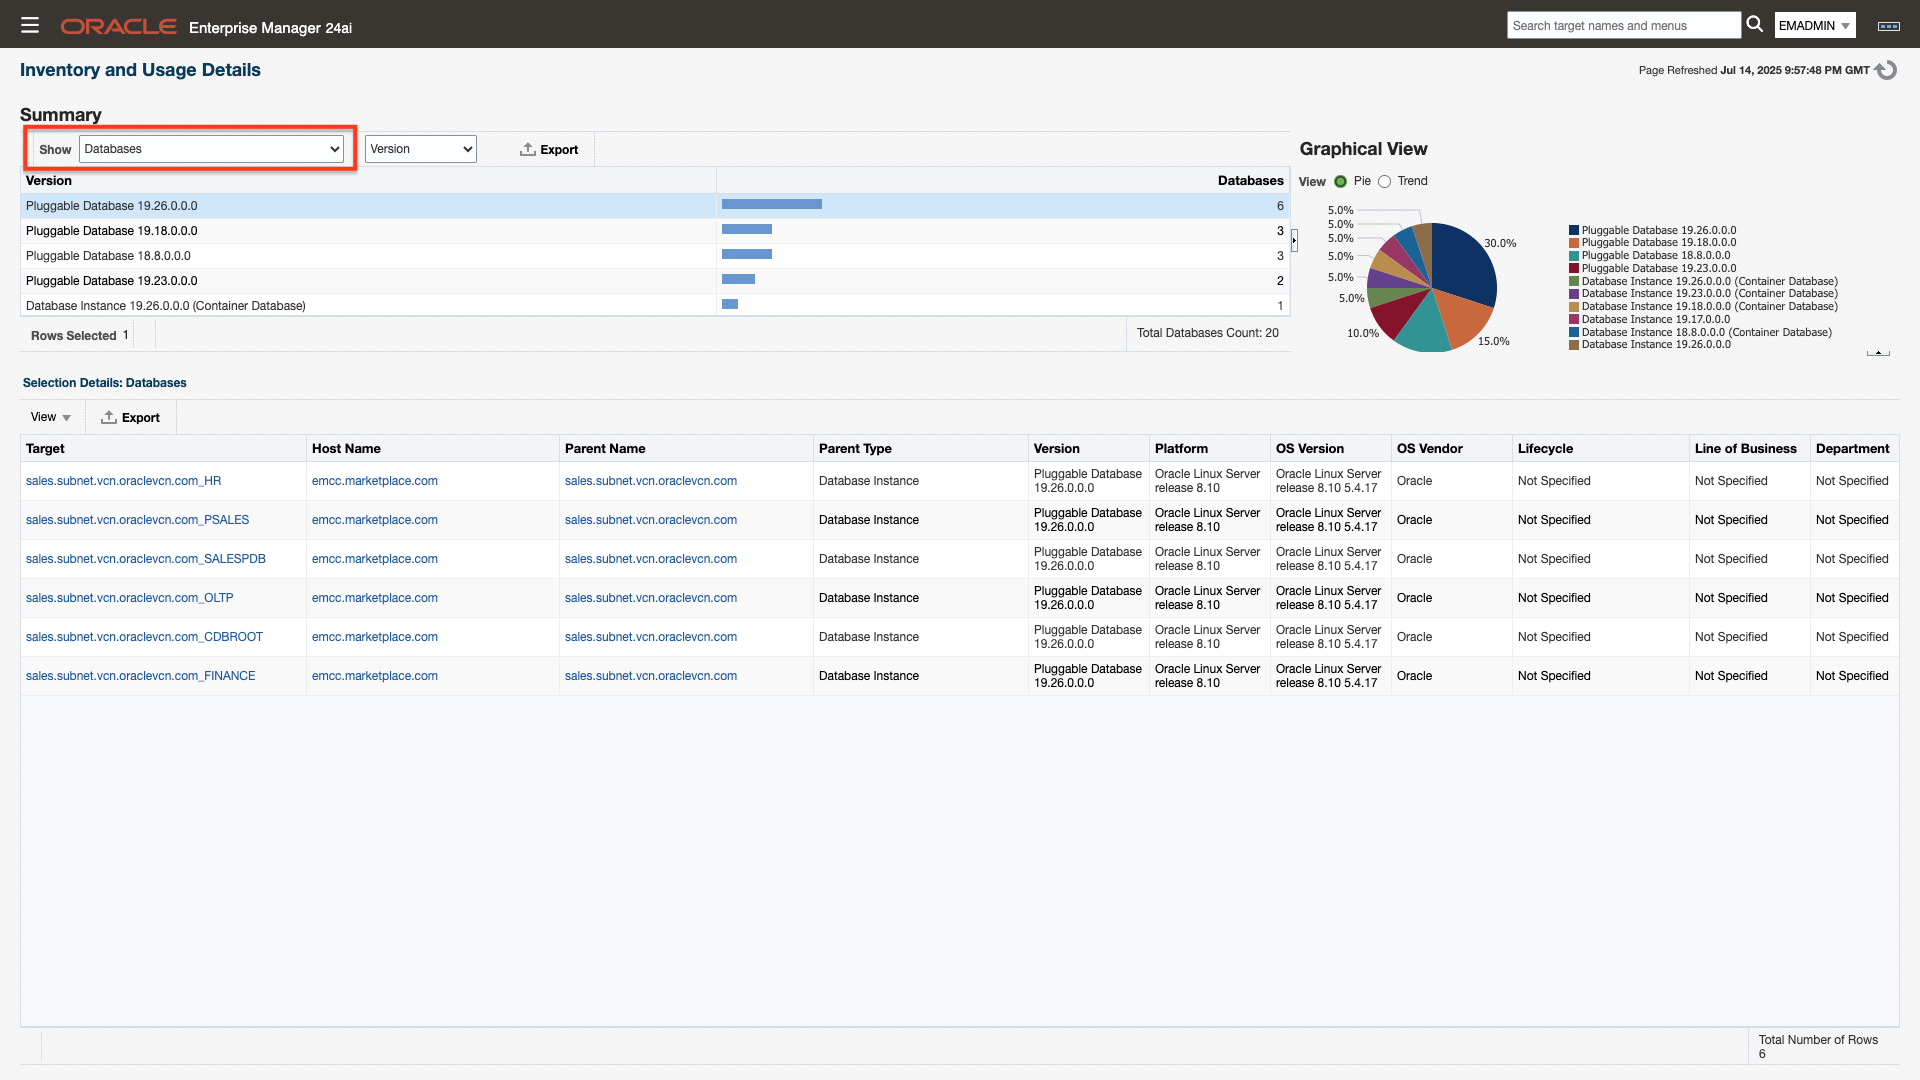 ORACLE Enterprise Manager 24ai
Search target names and menus
EMADMIN
Inventory and Usage Details
Page Refreshed Jul 14, 2025 9:57:48 PM GMT
Summary
Show Databases Version Export
Version Databases
Pluggable Database 19.26.0.0.0 6
Pluggable Database 19.18.0.0.0 3
Pluggable Database 18.8.0.0.0 3
Pluggable Database 19.23.0.0.0 2
Database Instance 19.26.0.0.0 (Container Database) 1
Rows Selected 1
Total Databases Count: 20
Graphical View
View Pie Trend
5.0%
5.0%
5.0%
5.0%
5.0%
5.0%
10.0%
30.0%
15.0%
Pluggable Database 19.26.0.0.0
Pluggable Database 19.18.0.0.0
Pluggable Database 18.8.0.0.0
Pluggable Database 19.23.0.0.0
Database Instance 19.26.0.0.0 (Container Database)
Database Instance 19.23.0.0.0 (Container Database)
Database Instance 19.18.0.0.0 (Container Database)
Database Instance 19.17.0.0.0
Database Instance 18.8.0.0.0 (Container Database)
Database Instance 19.26.0.0.0
Selection Details: Databases
View Export
Target Host Name Parent Name Parent Type Version Platform OS Version OS Vendor Lifecycle Line of Business Department
sales.subnet.vcn.oraclevcn.com_HR emcc.marketplace.com sales.subnet.vcn.oraclevcn.com Database Instance Pluggable Database 19.26.0.0.0 Oracle Linux Server release 8.10 Oracle Linux Server release 8.10 5.4.17 Oracle Not Specified Not Specified Not Specified
sales.subnet.vcn.oraclevcn.com_PSALES emcc.marketplace.com sales.subnet.vcn.oraclevcn.com Database Instance Pluggable Database 19.26.0.0.0 Oracle Linux Server release 8.10 Oracle Linux Server release 8.10 5.4.17 Oracle Not Specified Not Specified Not Specified
sales.subnet.vcn.oraclevcn.com_SALESPDB emcc.marketplace.com sales.subnet.vcn.oraclevcn.com Database Instance Pluggable Database 19.26.0.0.0 Oracle Linux Server release 8.10 Oracle Linux Server release 8.10 5.4.17 Oracle Not Specified Not Specified Not Specified
sales.subnet.vcn.oraclevcn.com_OLTP emcc.marketplace.com sales.subnet.vcn.oraclevcn.com Database Instance Pluggable Database 19.26.0.0.0 Oracle Linux Server release 8.10 Oracle Linux Server release 8.10 5.4.17 Oracle Not Specified Not Specified Not Specified
sales.subnet.vcn.oraclevcn.com_CDBROOT emcc.marketplace.com sales.subnet.vcn.oraclevcn.com Database Instance Pluggable Database 19.26.0.0.0 Oracle Linux Server release 8.10 Oracle Linux Server release 8.10 5.4.17 Oracle Not Specified Not Specified Not Specified
sales.subnet.vcn.oraclevcn.com_FINANCE emcc.marketplace.com sales.subnet.vcn.oraclevcn.com Database Instance Pluggable Database 19.26.0.0.0 Oracle Linux Server release 8.10 Oracle Linux Server release 8.10 5.4.17 Oracle Not Specified Not Specified Not Specified
Total Number of Rows
6